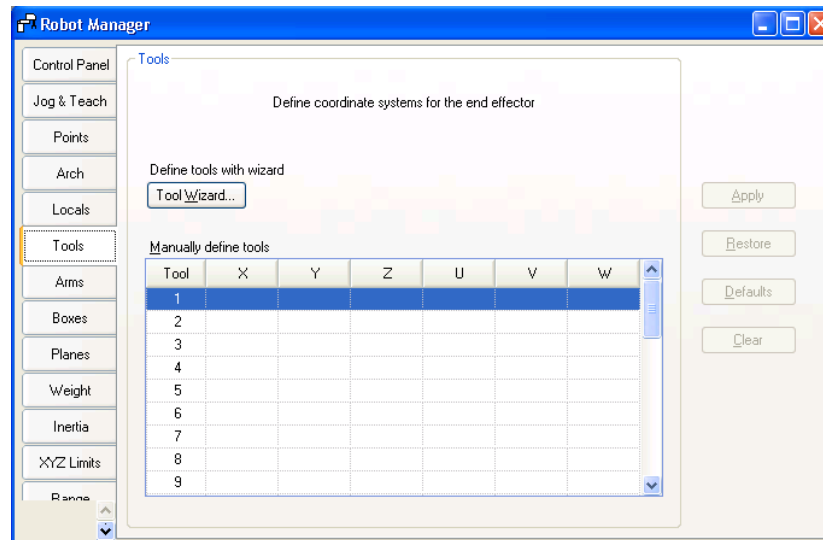 Robot Manager
Control Panel
Jog & Teach
Points
Arch
Locals
Tools
Arms
Boxes
Planes
Weight
Inertia
XYZ Limits
Range
Tools
Define coordinate systems for the end effector
Define tools with wizard
Tool Wizard...
Manually define tools
Tool X Y Z U V W
1
2
3
4
5
6
7
8
9
Apply
Restore
Defaults
Clear